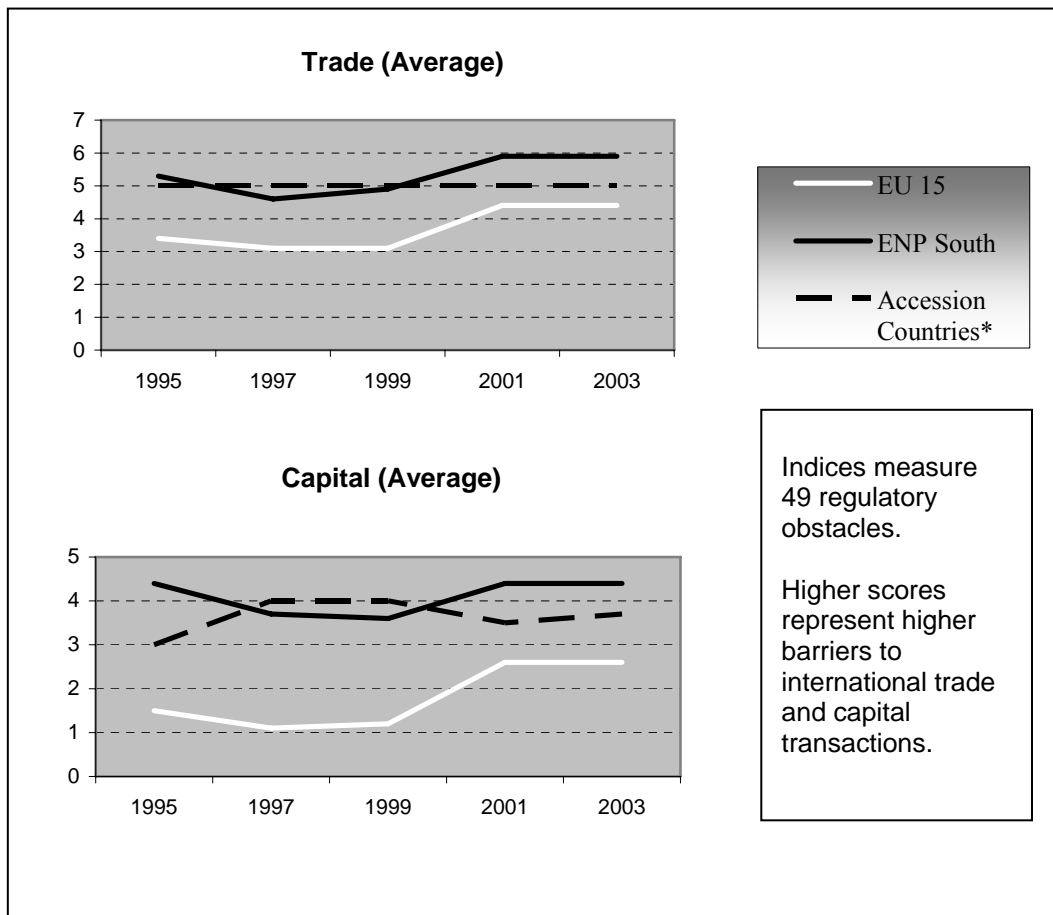 Trade (Average)
7
6
5
4
3
2
1
0
1995 1997 1999 2001 2003
EU 15
ENP South
Accession
Countries*
Capital (Average)
5
4
3
2
1
0
1995 1997 1999 2001 2003
Indices measure
49 regulatory
obstacles.
Higher scores
represent higher
barriers to
international trade
and capital
transactions.